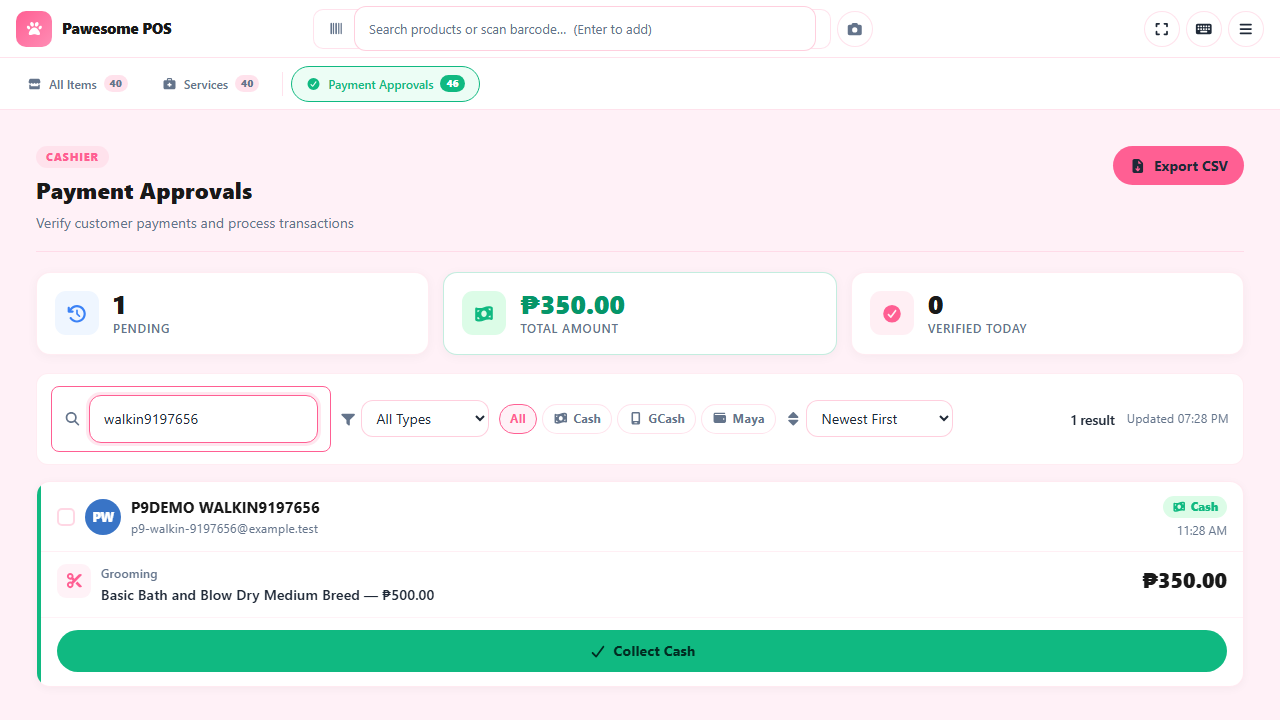 Pawesome POS
Search products or scan barcode... (Enter to add)
All Items 40
Services 40
Payment Approvals 46
CASHIER
Payment Approvals
Verify customer payments and process transactions
Export CSV
1
PENDING
₱350.00
TOTAL AMOUNT
0
VERIFIED TODAY
walkin9197656
All Types
All
Cash
GCash
Maya
Newest First
1 result
Updated 07:28 PM
PW
P9DEMO WALKIN9197656
p9-walkin-9197656@example.test
Cash
11:28 AM
Grooming
Basic Bath and Blow Dry Medium Breed — ₱500.00
₱350.00
Collect Cash